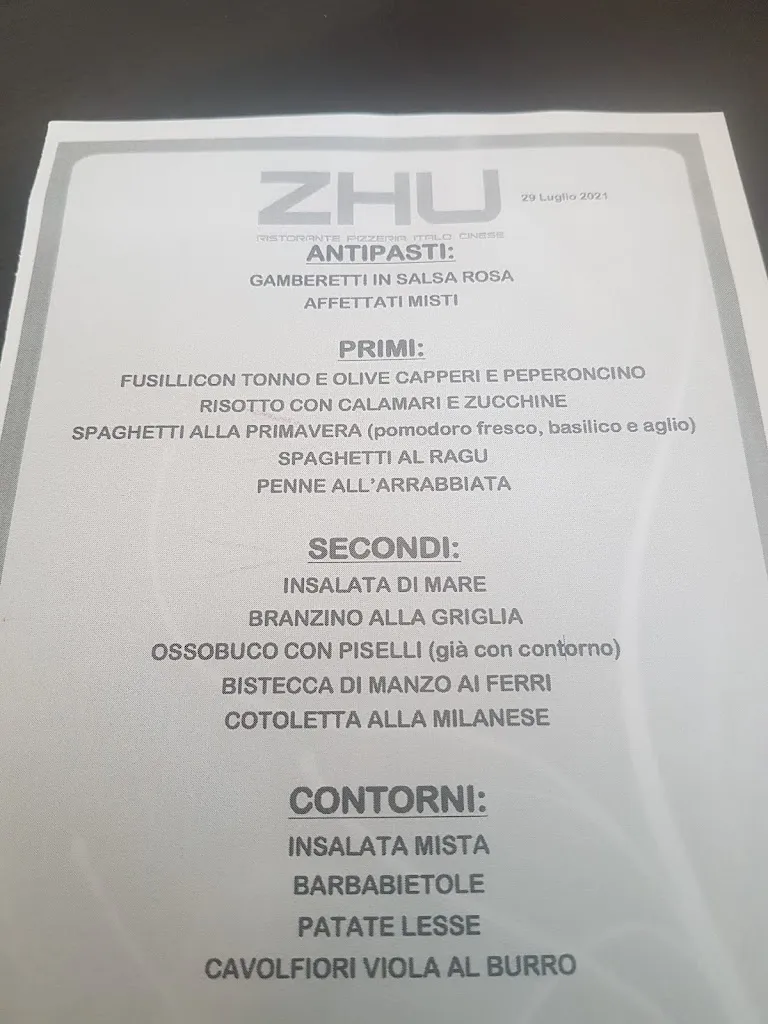 ZHU
29 Luglio 2021
RISTORANTE PIZZERIA ITALO CINESE
ANTIPASTI:
GAMBERETTI IN SALSA ROSA
AFFETTATI MISTI
PRIMI:
FUSILLICON TONNO E OLIVE CAPPERI E PEPERONCINO
RISOTTO CON CALAMARI E ZUCCHINE
SPAGHETTI ALLA PRIMAVERA (pomodoro fresco, basilico e aglio)
SPAGHETTI AL RAGU
PENNE ALL'ARRABBIATA
SECONDI:
INSALATA DI MARE
BRANZINO ALLA GRIGLIA
OSSOBUCO CON PISELLI (già con contorno)
BISTECCA DI MANZO AI FERRI
COTOLETTA ALLA MILANESE
CONTORNI:
INSALATA MISTA
BARBABIETOLE
PATATE LESSE
CAVOLFIORI VIOLA AL BURRO